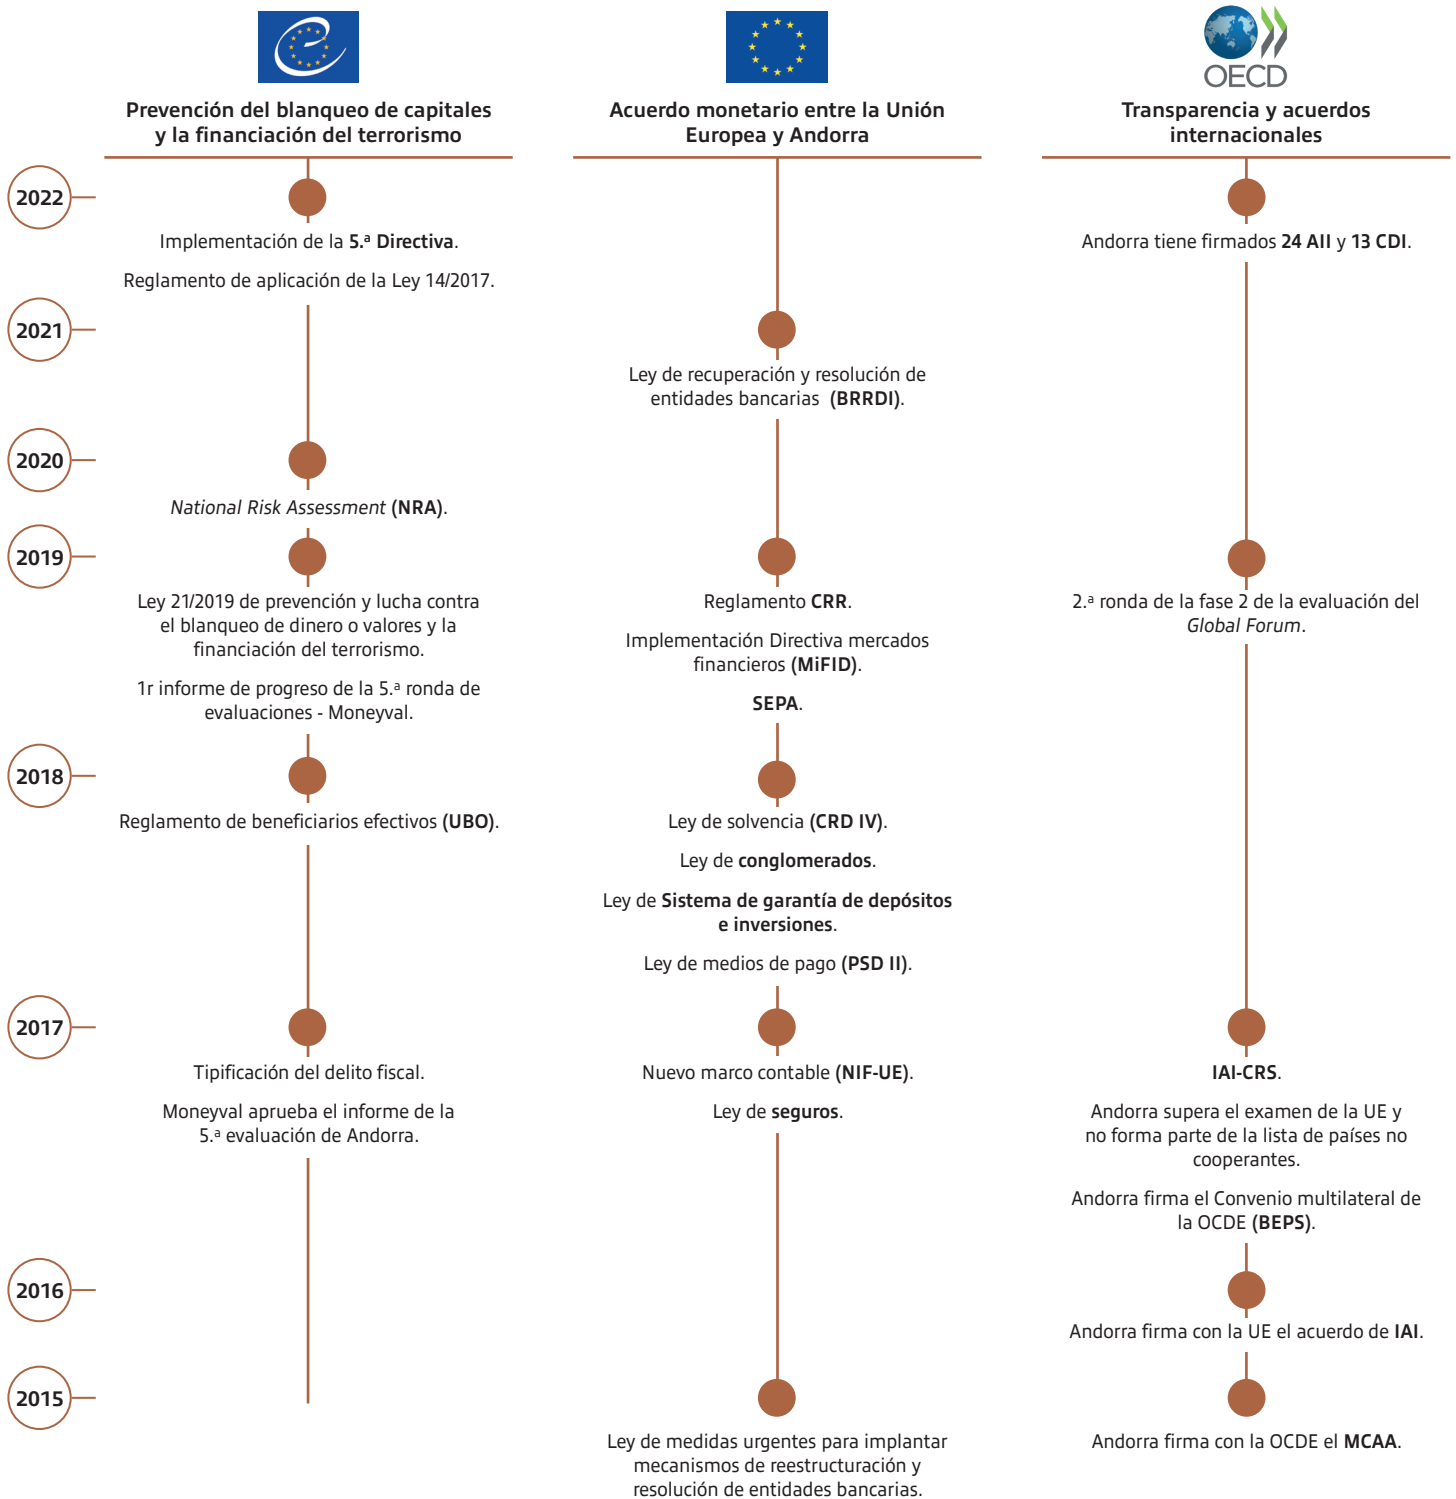 OECD
Prevención del blanqueo de capitales
y la financiación del terrorismo
Acuerdo monetario entre la Unión
Europea y Andorra
Transparencia y acuerdos
internacionales
2022
Implementación de la 5.ª Directiva.
Reglamento de aplicación de la Ley 14/2017.
Andorra tiene firmados 24 AII y 13 CDI.
2021
Ley de recuperación y resolución de
entidades bancarias (BRRDI).
2020
National Risk Assessment (NRA).
2019
Ley 21/2019 de prevención y lucha contra
el blanqueo de dinero o valores y la
financiación del terrorismo.
1r informe de progreso de la 5.ª ronda de
evaluaciones - Moneyval.
Reglamento CRR.
Implementación Directiva mercados
financieros (MiFID).
SEPA.
2.ª ronda de la fase 2 de la evaluación del
Global Forum.
2018
Reglamento de beneficiarios efectivos (UBO).
Ley de solvencia (CRD IV).
Ley de conglomerados.
Ley de Sistema de garantía de depósitos
e inversiones.
Ley de medios de pago (PSD II).
2017
Tipificación del delito fiscal.
Moneyval aprueba el informe de la
5.ª evaluación de Andorra.
Nuevo marco contable (NIF-UE).
Ley de seguros.
IAI-CRS.
Andorra supera el examen de la UE y
no forma parte de la lista de países no
cooperantes.
Andorra firma el Convenio multilateral de
la OCDE (BEPS).
2016
Andorra firma con la UE el acuerdo de IAI.
2015
Ley de medidas urgentes para implantar
mecanismos de reestructuración y
resolución de entidades bancarias.
Andorra firma con la OCDE el MCAA.